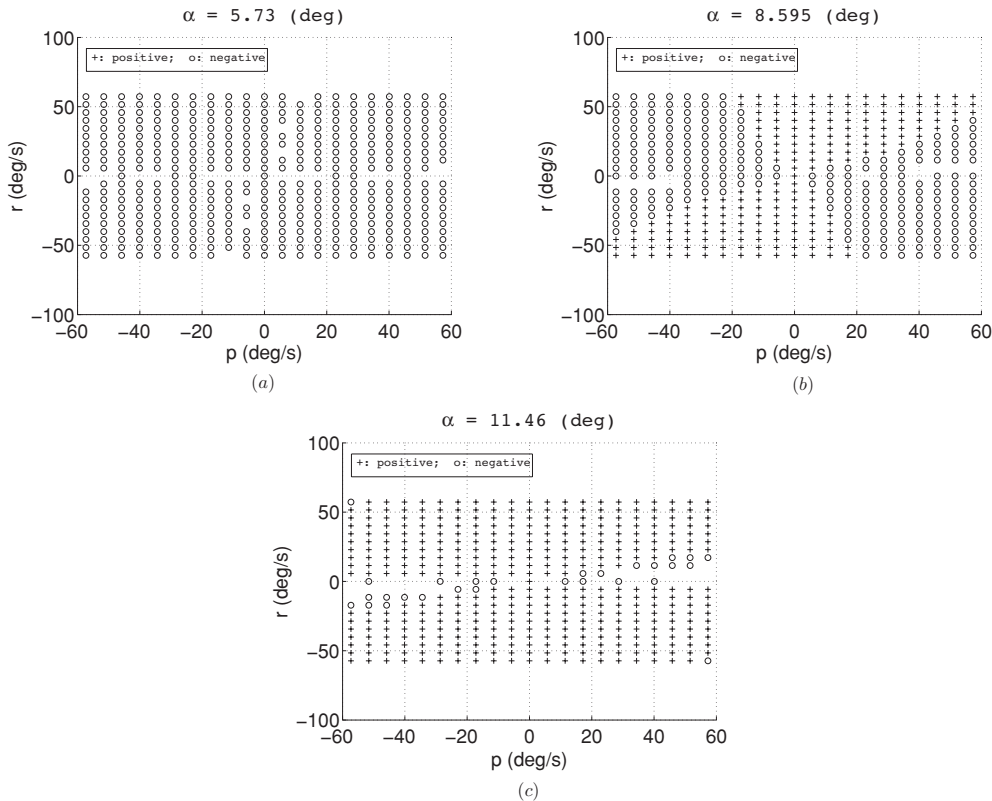 α = 5.73 (deg)
+: positive; o: negative
100
50
0
−50
−100
r (deg/s)
−60 −40 −20 0 20 40 60
p (deg/s)
(a)
α = 8.595 (deg)
+: positive; o: negative
100
50
0
−50
−100
r (deg/s)
−60 −40 −20 0 20 40 60
p (deg/s)
(b)
α = 11.46 (deg)
+: positive; o: negative
100
50
0
−50
−100
r (deg/s)
−60 −40 −20 0 20 40 60
p (deg/s)
(c)